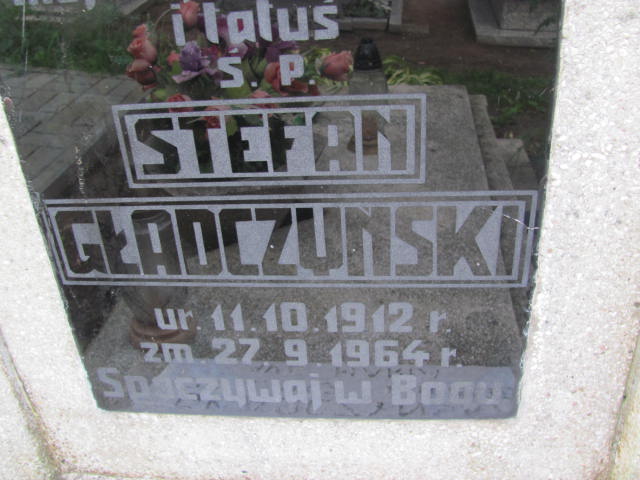 i tatuś
ś p.
STEFAN
GŁADCZYŃSKI
ur. 11.10.1912 r.
zm. 27.9.1964 r.
Spoczywaj w Bogu